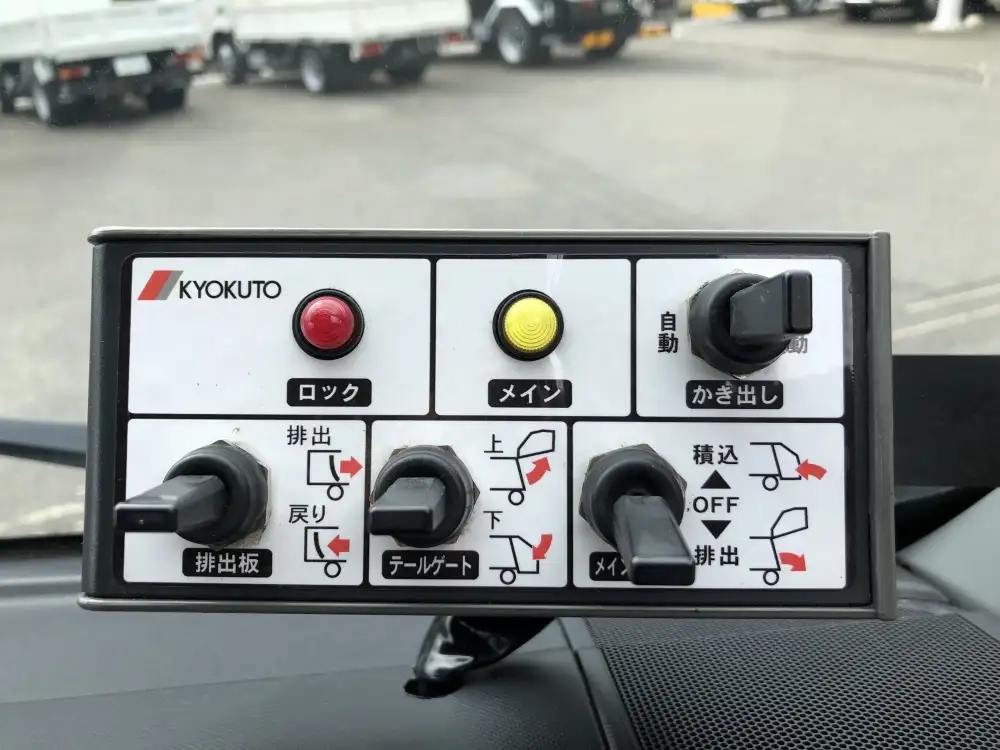 KYOKUTO
ロック
メイン
自動
動
かき出し
排出
戻り
排出板
上
下
テールゲート
積込
OFF
排出
メイ